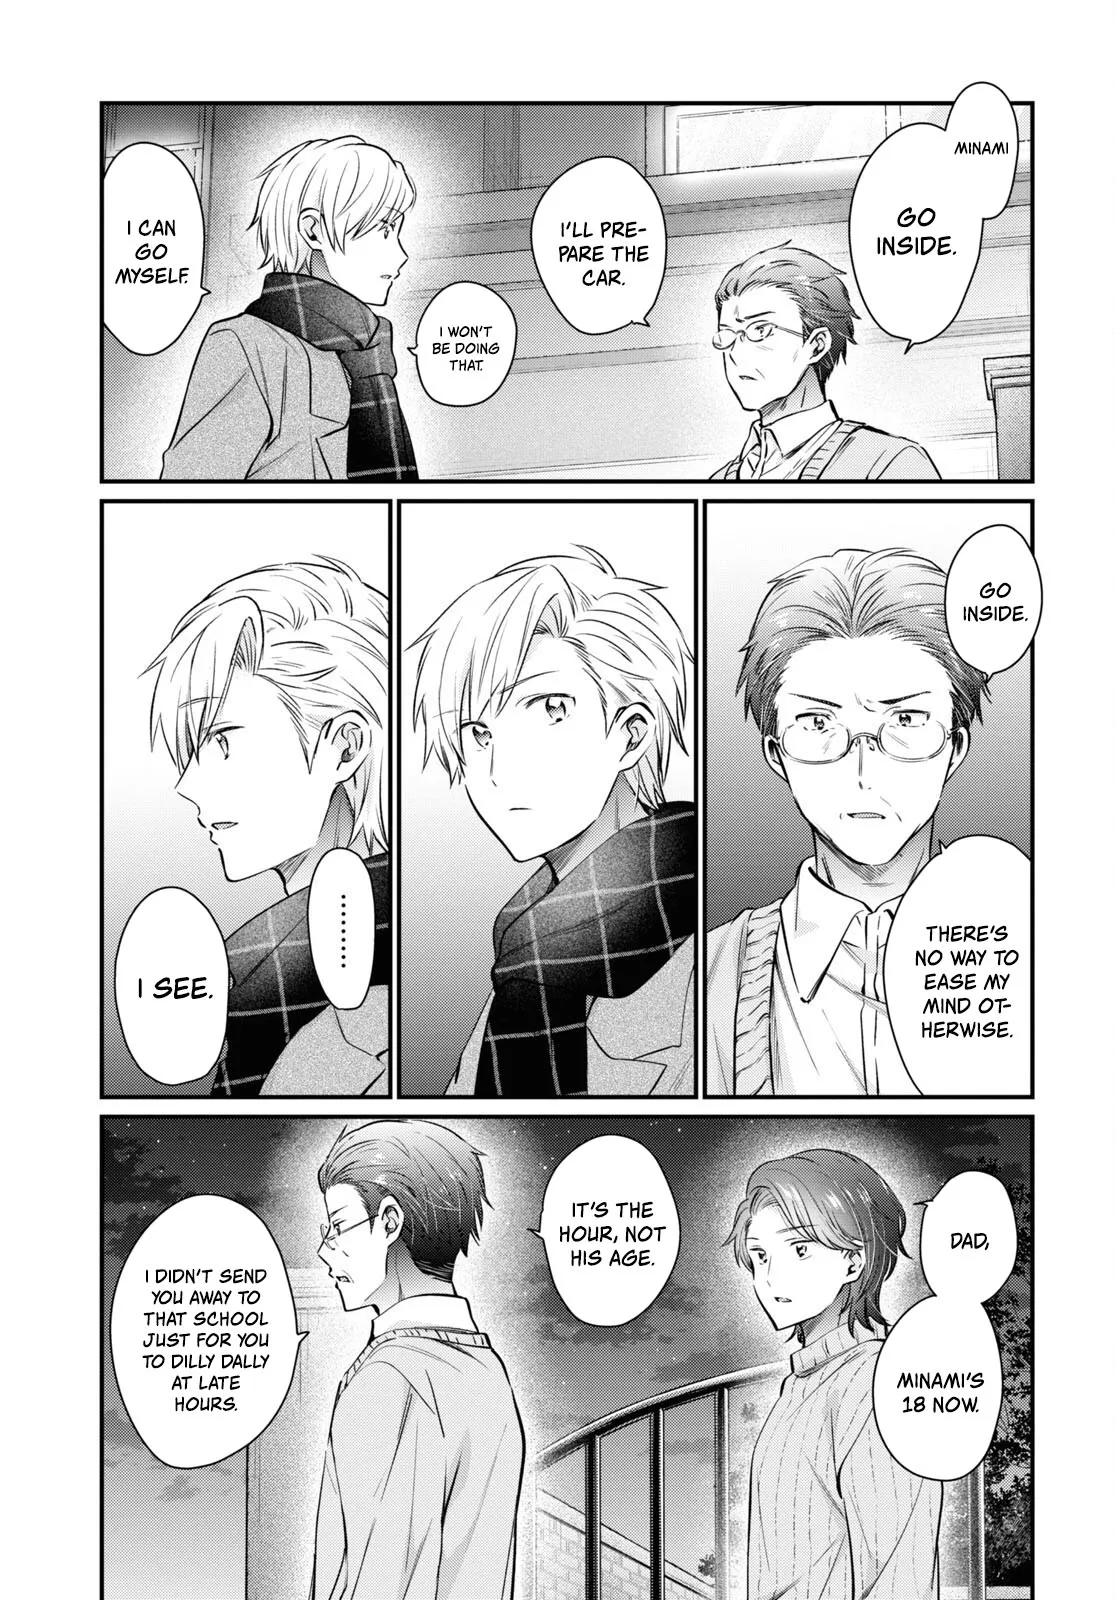 MINAMI
GO
INSIDE.
I'LL PRE-
PARE THE
CAR.
I WON'T
BE DOING
THAT.
I CAN
GO
MYSELF.
GO
INSIDE.
THERE'S
NO WAY TO
EASE MY
MIND OT-
HERWISE.
.........
I SEE.
DAD,
MINAMI'S
18 NOW.
IT'S THE
HOUR, NOT
HIS AGE.
I DIDN'T SEND
YOU AWAY TO
THAT SCHOOL
JUST FOR YOU
TO DILLY DALLY
AT LATE
HOURS.